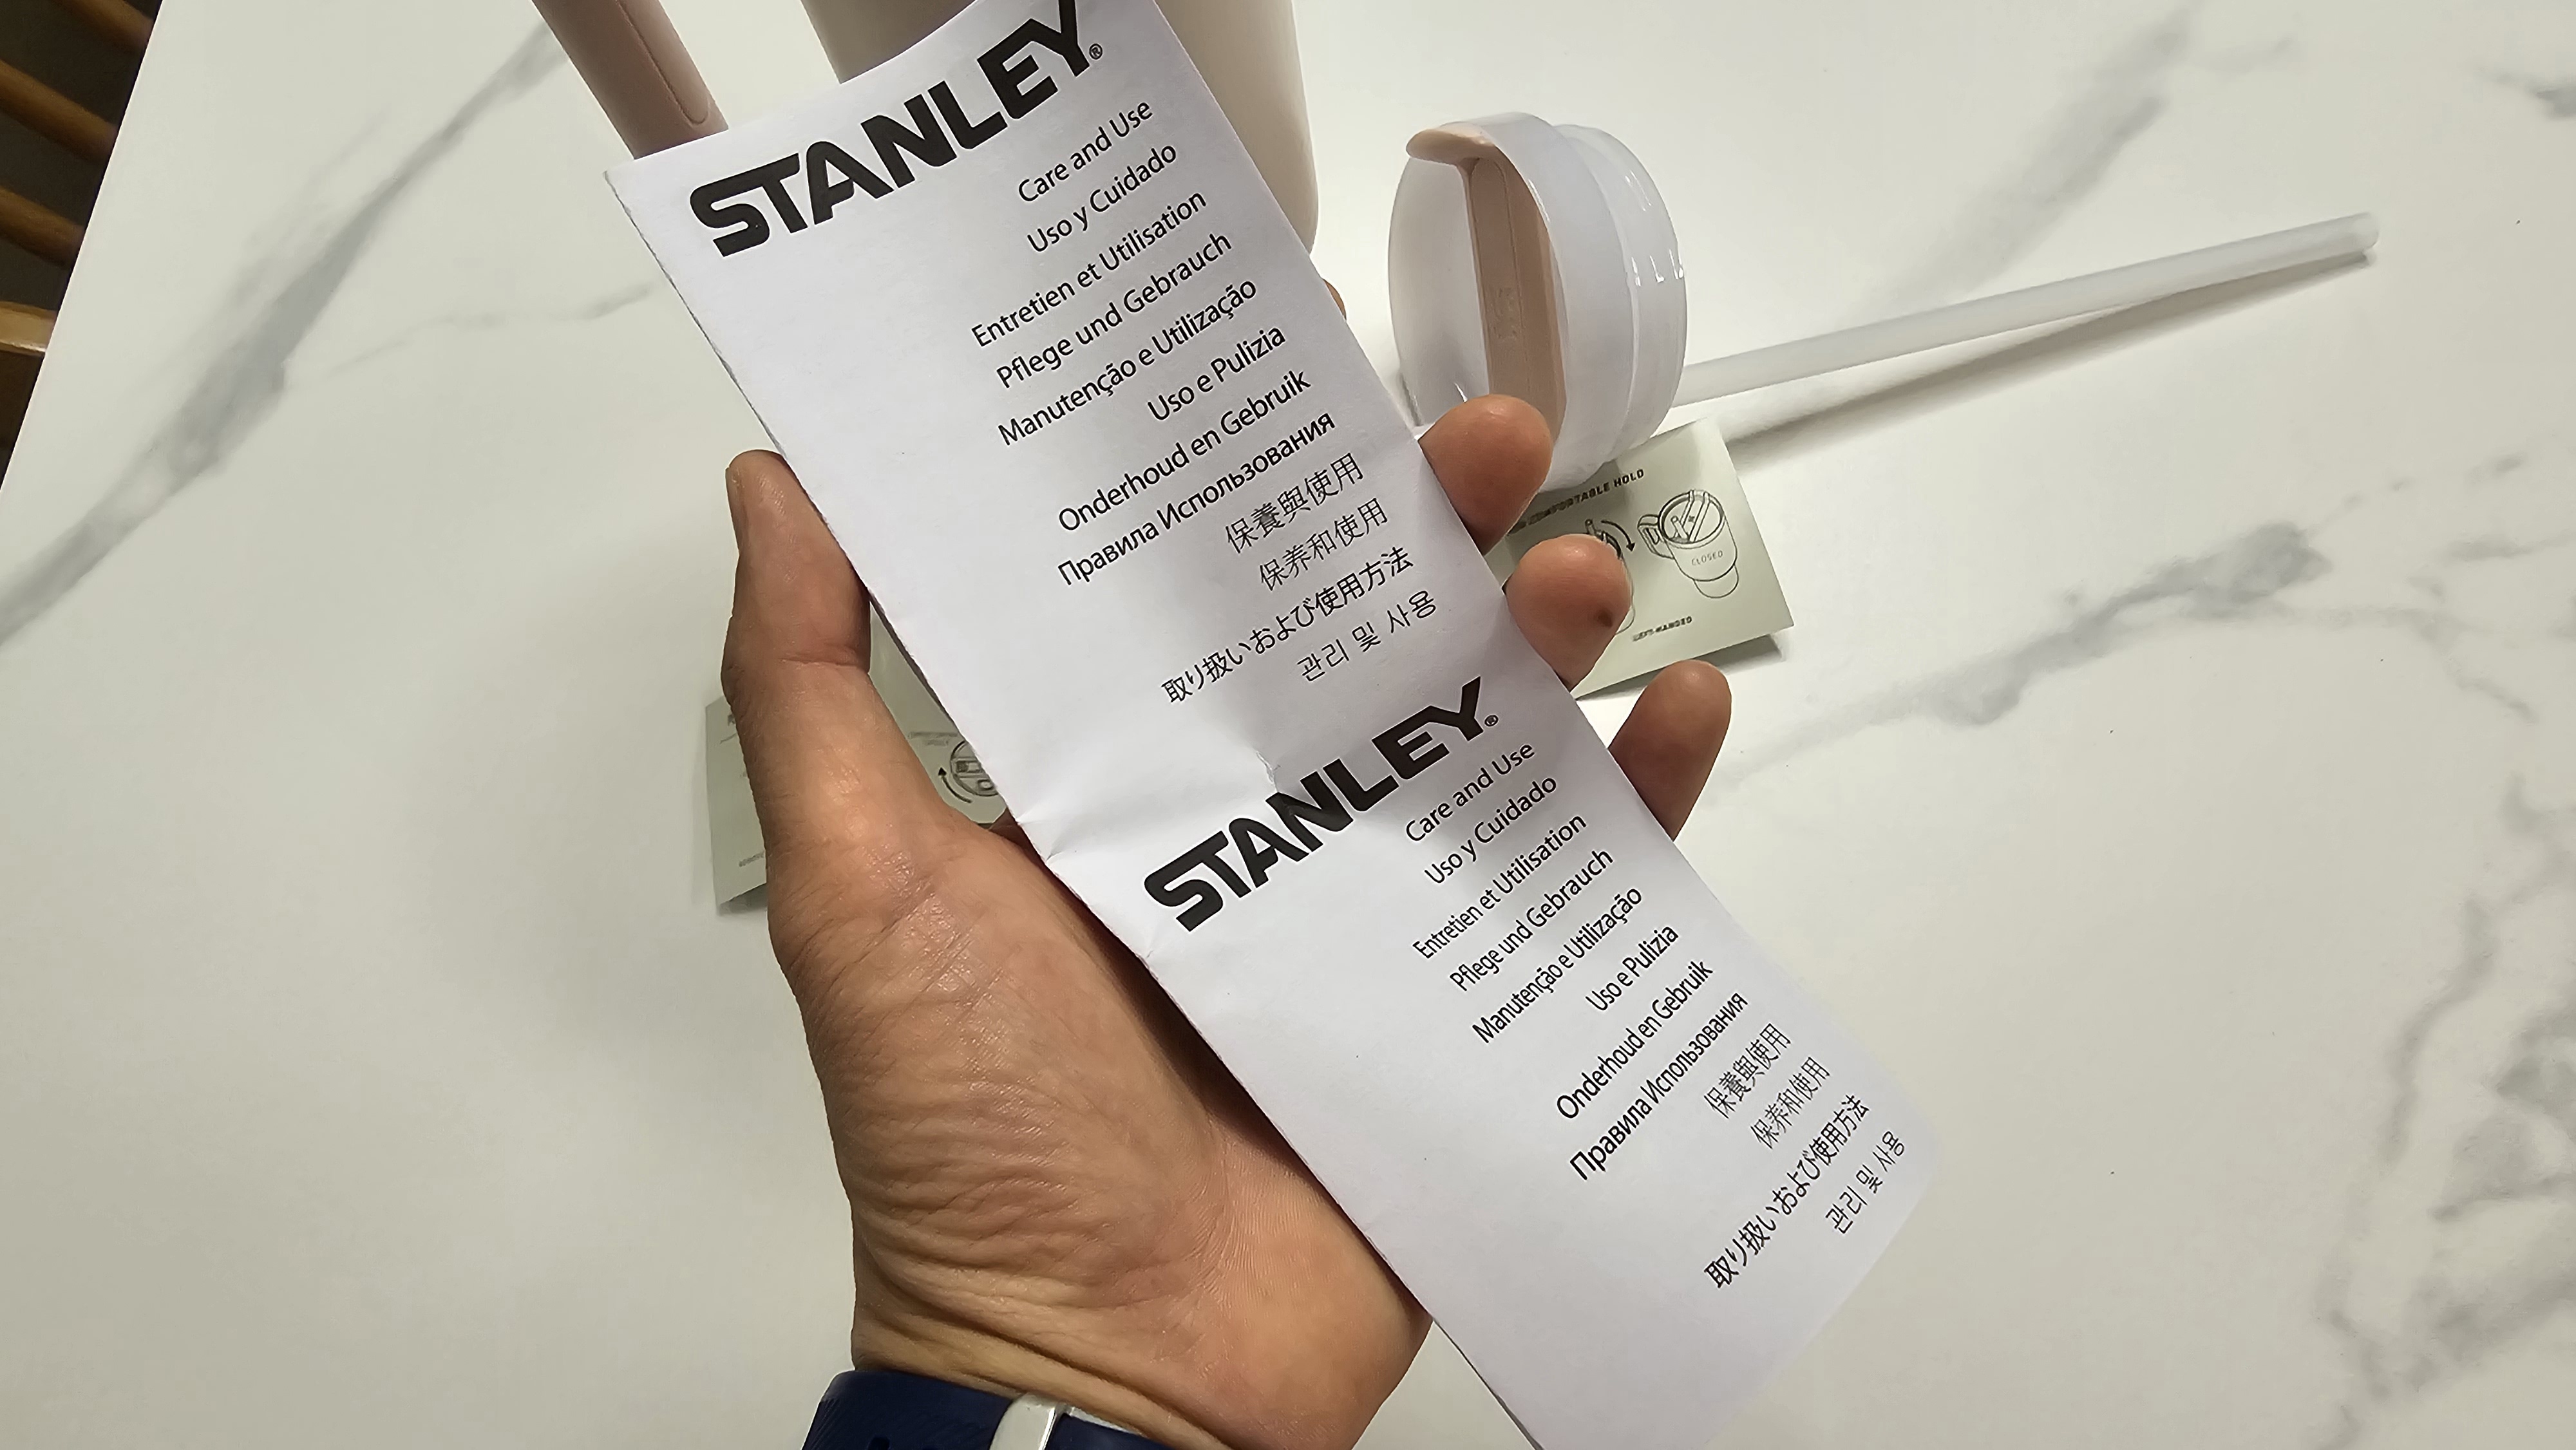 STANLEY®
Care and Use
Uso y Cuidado
Entretien et Utilisation
Pflege und Gebrauch
Manutenção e Utilização
Uso e Pulizia
Onderhoud en Gebruik
Правила Использования
保養與使用
保养和使用
取り扱いおよび使用方法
관리 및 사용
STANLEY®
Care and Use
Uso y Cuidado
Entretien et Utilisation
Pflege und Gebrauch
Manutenção e Utilização
Uso e Pulizia
Onderhoud en Gebruik
Правила Использования
保養與使用
保养和使用
取り扱いおよび使用方法
관리 및 사용
HOLD
CLOSED
LEFT-HANDED